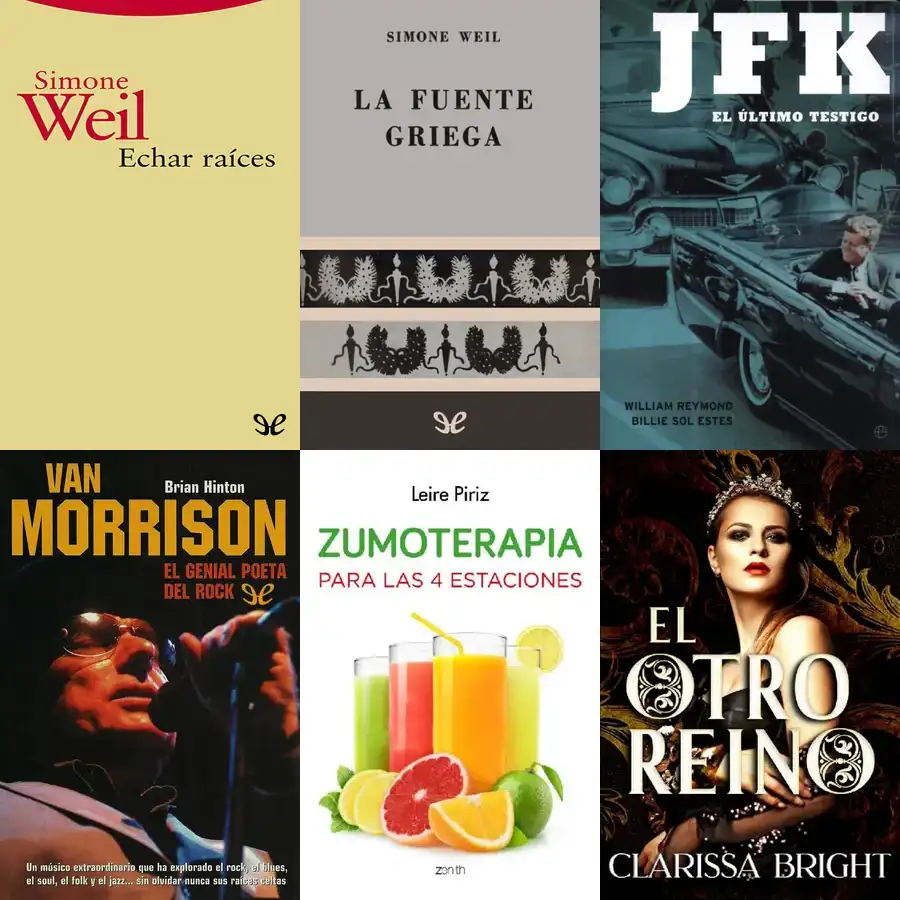 Simone
Weil
Echar raíces
SIMONE WEIL
LA FUENTE
GRIEGA
JFK
EL ÚLTIMO TESTIGO
WILLIAM REYMOND
BILLIE SOL ESTES
VAN
Brian Hinton
MORRISON
EL GENIAL POETA
DEL ROCK
Un músico extraordinario que ha explorado el rock, el blues,
el soul, el folk y el jazz... sin olvidar nunca sus raíces celtas
Leire Piriz
ZUMOTERAPIA
PARA LAS 4 ESTACIONES
zenith
EL
OTRO
REINO
CLARISSA BRIGHT